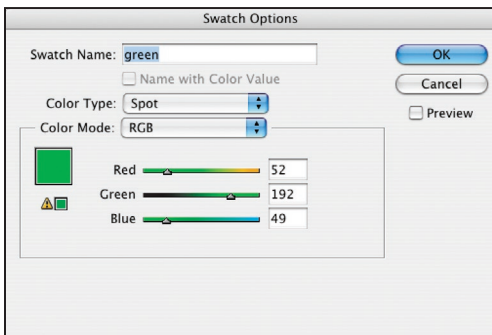 Swatch Options
Swatch Name: green
Name with Color Value
Color Type: Spot
Color Mode: RGB
Red 52
Green 192
Blue 49
OK
Cancel
Preview